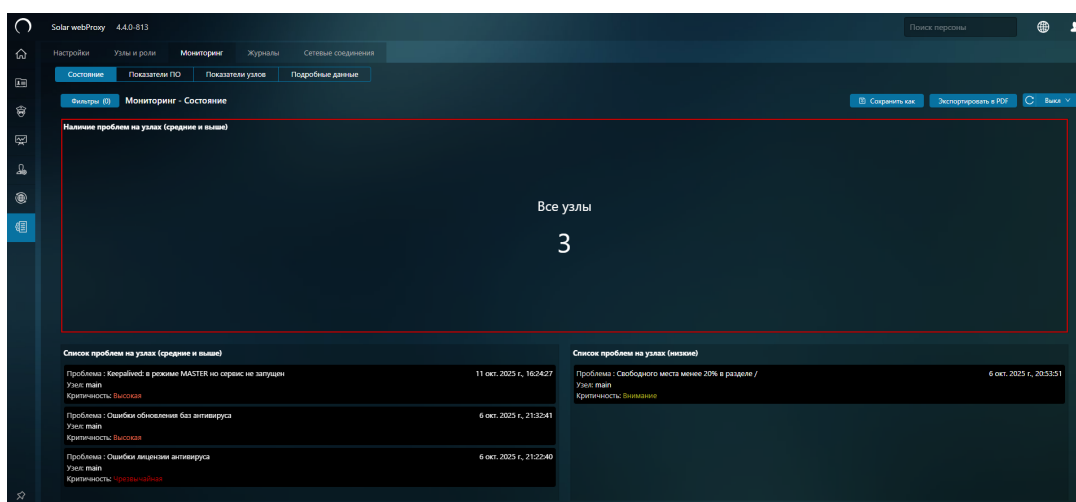 Solar webProxy 4.4.0-813
Поиск персоны
Настройки Узлы и роли Мониторинг Журналы Сетевые соединения
Состояние Показатели ПО Показатели узлов Подробные данные
Фильтры (0) Мониторинг - Состояние
Сохранить как Экспортировать в PDF Выкл
Наличие проблем на узлах (средние и выше)
Все узлы
3
Список проблем на узлах (средние и выше)
Проблема : Keepalived: в режиме MASTER но сервис не запущен 11 окт. 2025 г., 16:24:27
Узел: main
Критичность: Высокая
Проблема : Ошибки обновления баз антивируса 6 окт. 2025 г., 21:32:41
Узел: main
Критичность: Высокая
Проблема : Ошибки лицензии антивируса 6 окт. 2025 г., 21:22:40
Узел: main
Критичность: Чрезвычайная
Список проблем на узлах (низкие)
Проблема : Свободного места менее 20% в разделе / 6 окт. 2025 г., 20:53:51
Узел: main
Критичность: Внимание